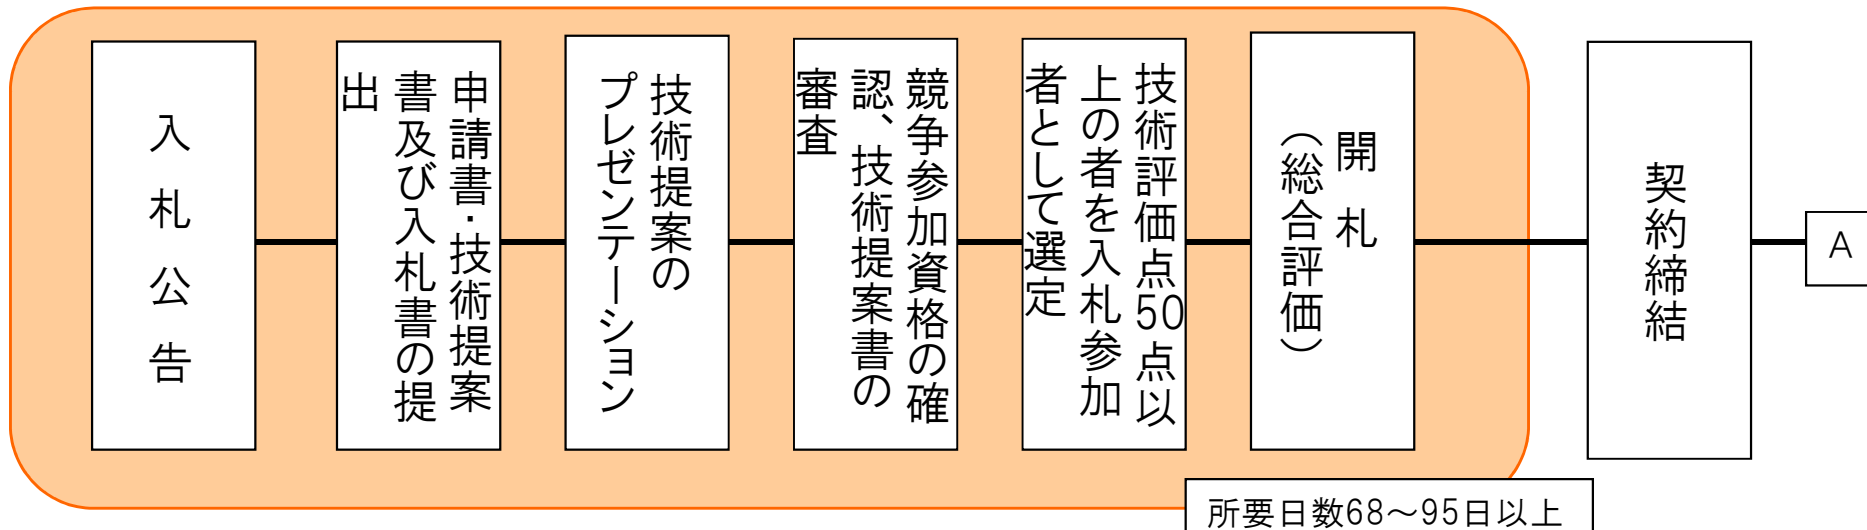 入札公告
申請書・技術提案
書及び入札書の提
出
技術提案の
プレゼンテーション
競争参加資格の確
認、技術提案書の
審査
技術評価点50点以
上の者を入札参加
者として選定
開札
（総合評価）
契約締結
A
所要日数68～95日以上